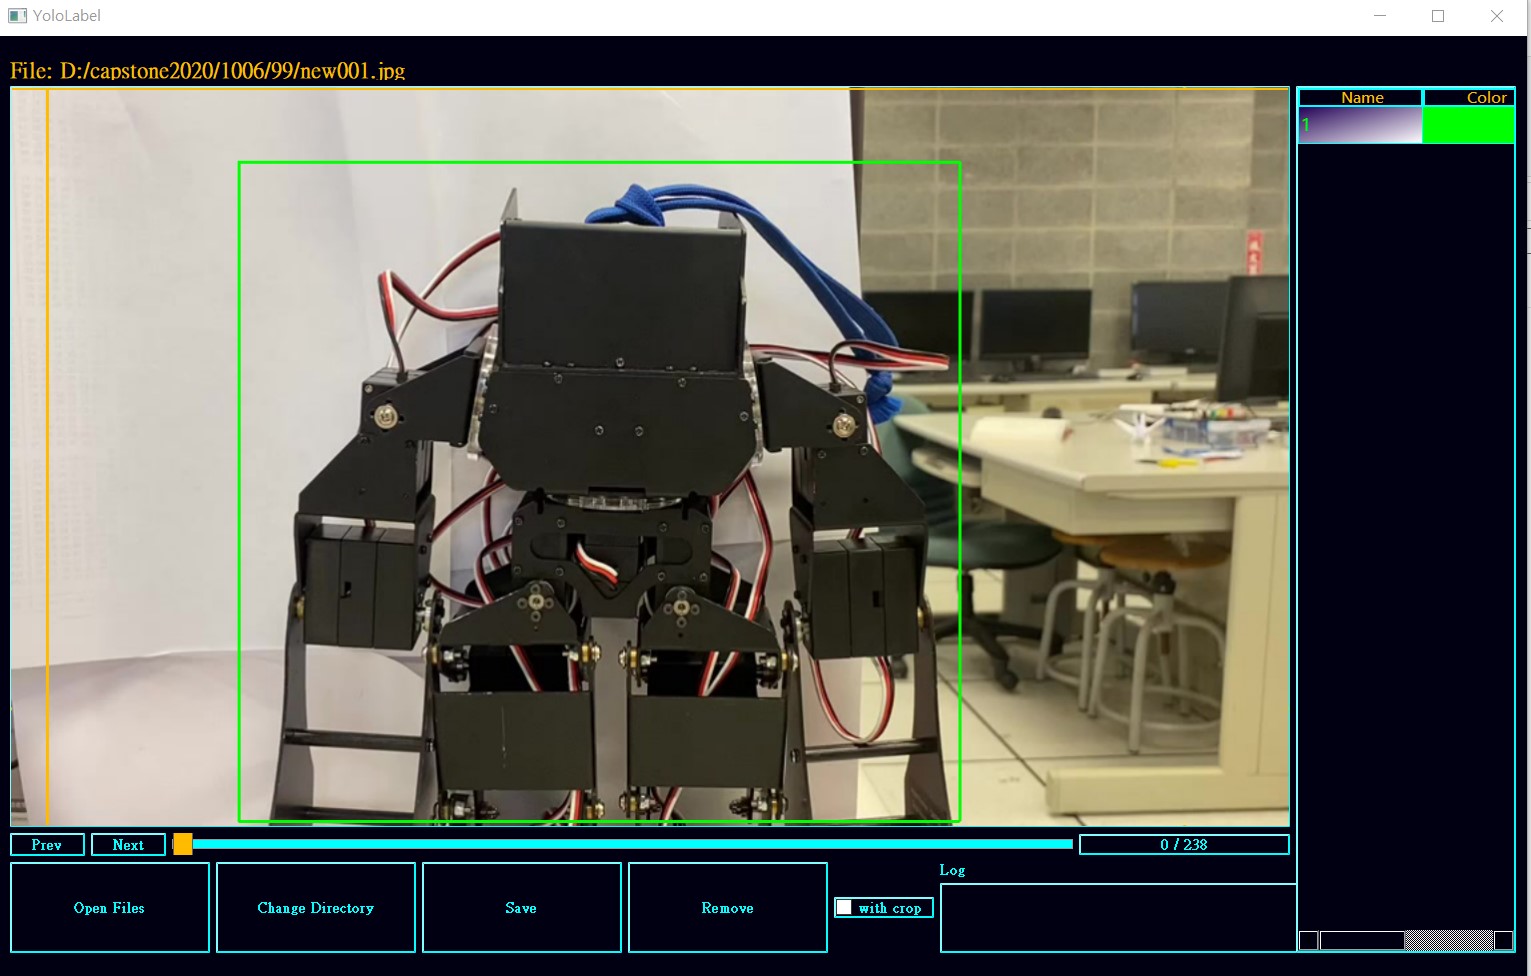 YoloLabel
File: D:/capstone2020/1006/99/new001.jpg
Name Color
1
Prev Next 0 / 238
Open Files Change Directory Save Remove with crop
Log